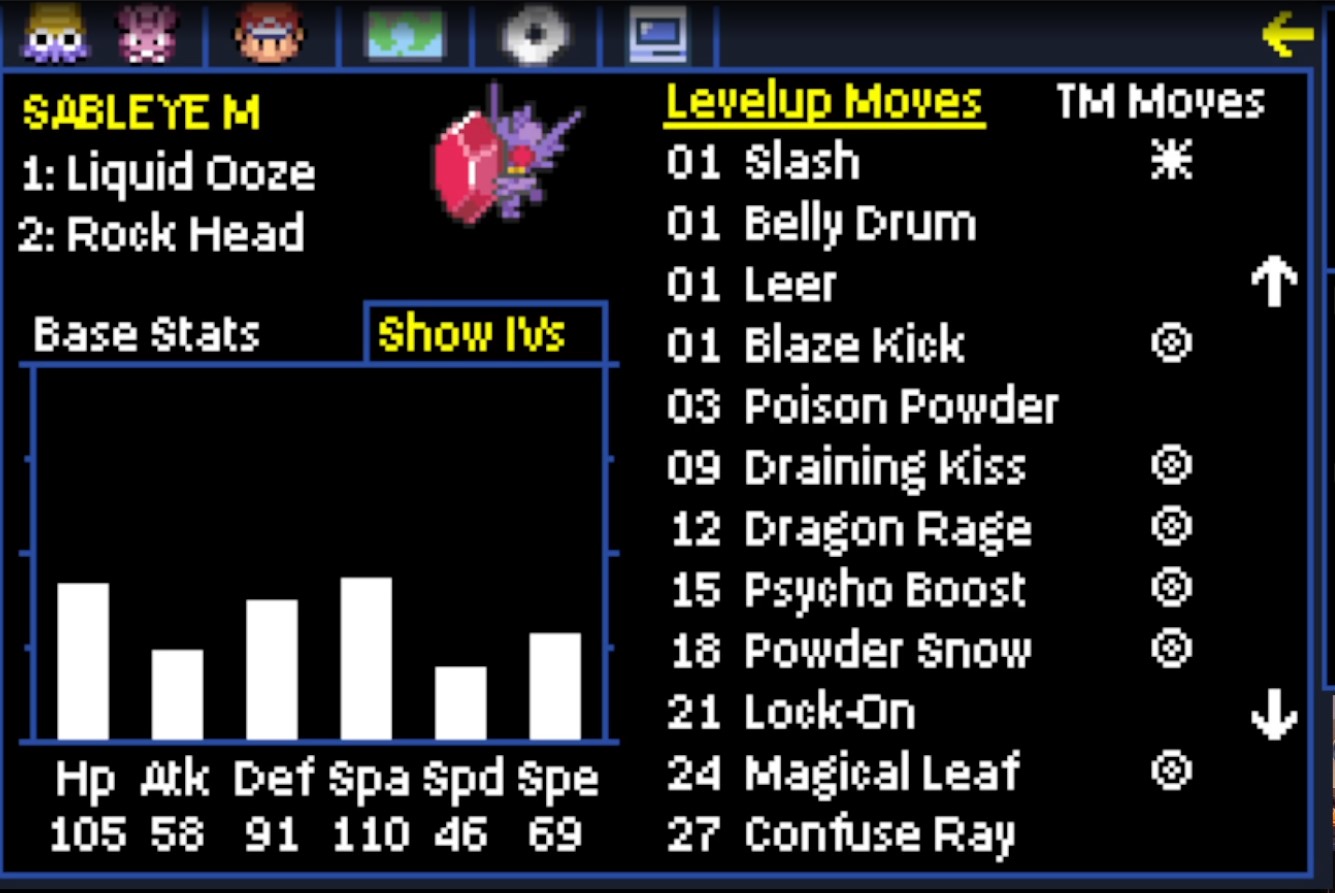 SABLEYE M
1: Liquid Ooze
2: Rock Head
Base Stats
Show IVs
Hp Atk Def Spa Spd Spe
105 58 91 110 46 69
Levelup Moves TM Moves
01 Slash
01 Belly Drum
01 Leer
01 Blaze Kick
03 Poison Powder
09 Draining Kiss
12 Dragon Rage
15 Psycho Boost
18 Powder Snow
21 Lock-On
24 Magical Leaf
27 Confuse Ray